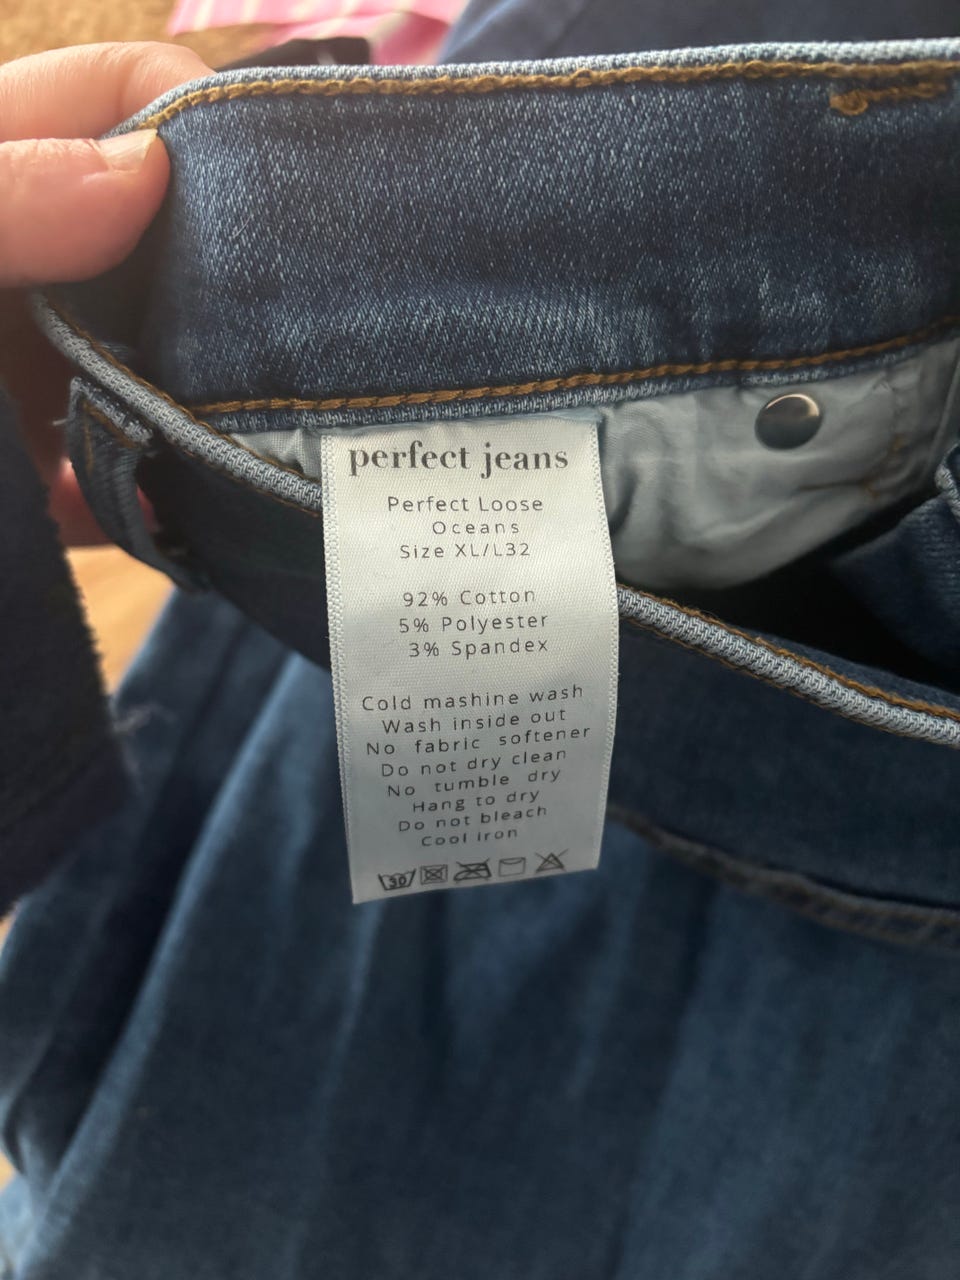 perfect jeans
Perfect Loose
Oceans
Size XL/L32
92% Cotton
5% Polyester
3% Spandex
Cold mashine wash
Wash inside out
No fabric softener
Do not dry clean
No tumble dry
Hang to dry
Do not bleach
Cool iron
30